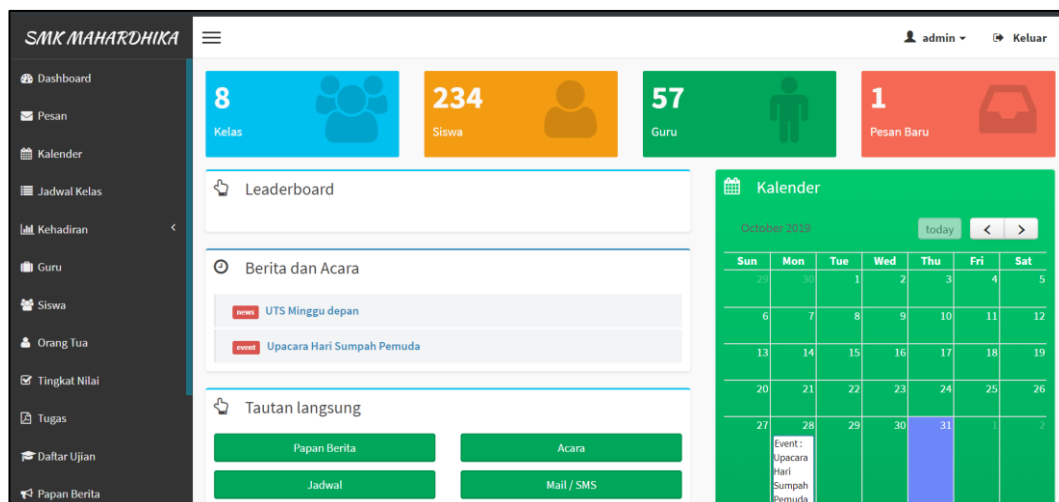 SMK MAHARDHIKA
admin
Keluar
Dashboard
Pesan
Kalender
Jadwal Kelas
Kehadiran
Guru
Siswa
Orang Tua
Tingkat Nilai
Tugas
Daftar Ujian
Papan Berita
8
Kelas
234
Siswa
57
Guru
1
Pesan Baru
Leaderboard
Berita dan Acara
news UTS Minggu depan
event Upacara Hari Sumpah Pemuda
Tautan langsung
Papan Berita
Acara
Jadwal
Mail / SMS
Kalender
October 2019
today < >
Sun Mon Tue Wed Thu Fri Sat
29 30 1 2 3 4 5
6 7 8 9 10 11 12
13 14 15 16 17 18 19
20 21 22 23 24 25 26
27 28 29 30 31 1 2
Event :
Upacara
Hari
Sumpah
Pemuda